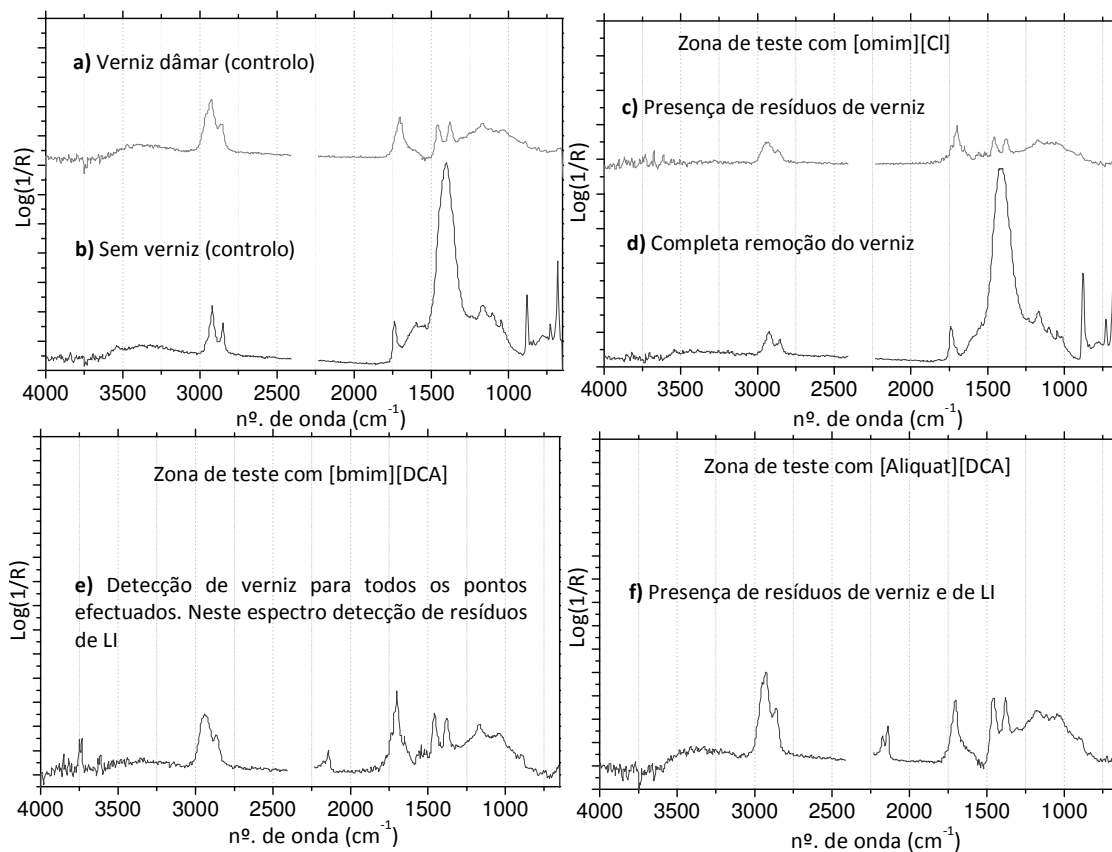 Log(1/R)
a) Verniz dâmar (controlo)
b) Sem verniz (controlo)
4000 3500 3000 2500 2000 1500 1000
nº. de onda (cm-1)
Log(1/R)
Zona de teste com [omim][Cl]
c) Presença de resíduos de verniz
d) Completa remoção do verniz
4000 3500 3000 2500 2000 1500 1000
nº. de onda (cm-1)
Log(1/R)
Zona de teste com [bmim][DCA]
e) Detecção de verniz para todos os pontos
efectuados. Neste espectro detecção de resíduos
de LI
4000 3500 3000 2500 2000 1500 1000
nº. de onda (cm-1)
Log(1/R)
Zona de teste com [Aliquat][DCA]
f) Presença de resíduos de verniz e de LI
4000 3500 3000 2500 2000 1500 1000
nº. de onda (cm-1)